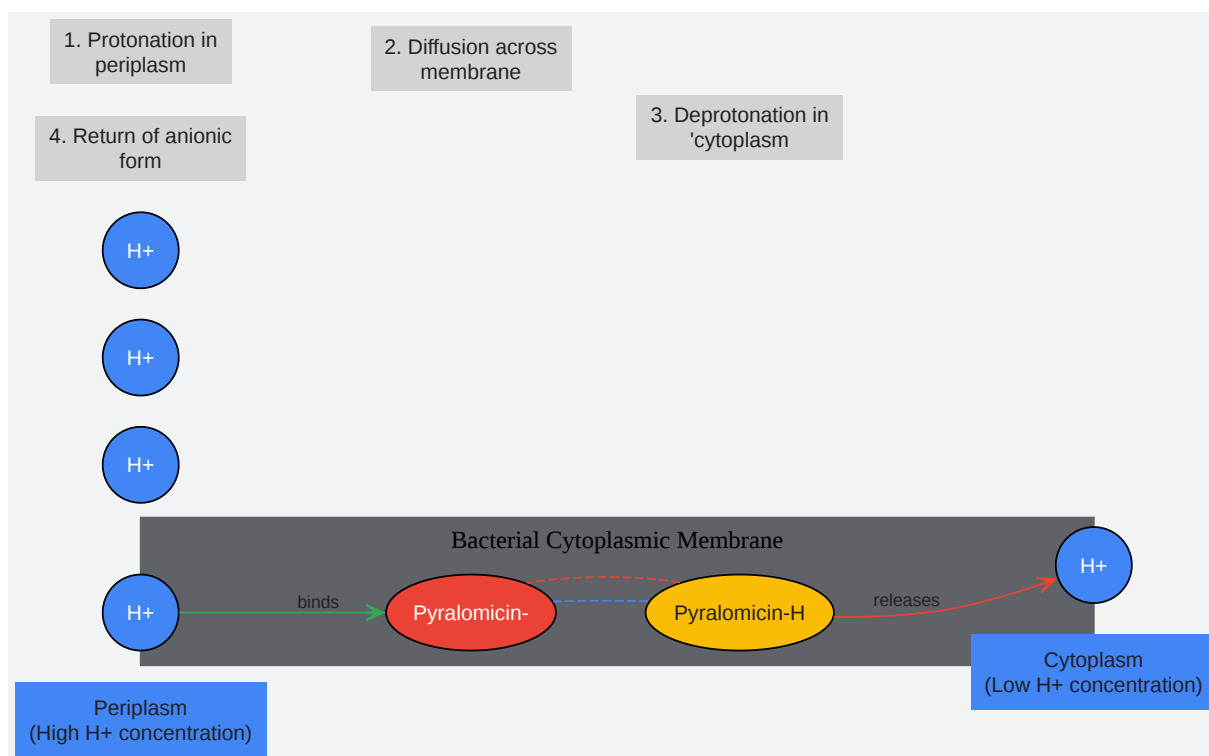 1. Protonation in
periplasm
2. Diffusion across
membrane
3. Deprotonation in
'cytoplasm
4. Return of anionic
form
H+
H+
H+
Bacterial Cytoplasmic Membrane
H+
binds
Pyralomicin-
Pyralomicin-H
releases
H+
Periplasm
(High H+ concentration)
Cytoplasm
(Low H+ concentration)